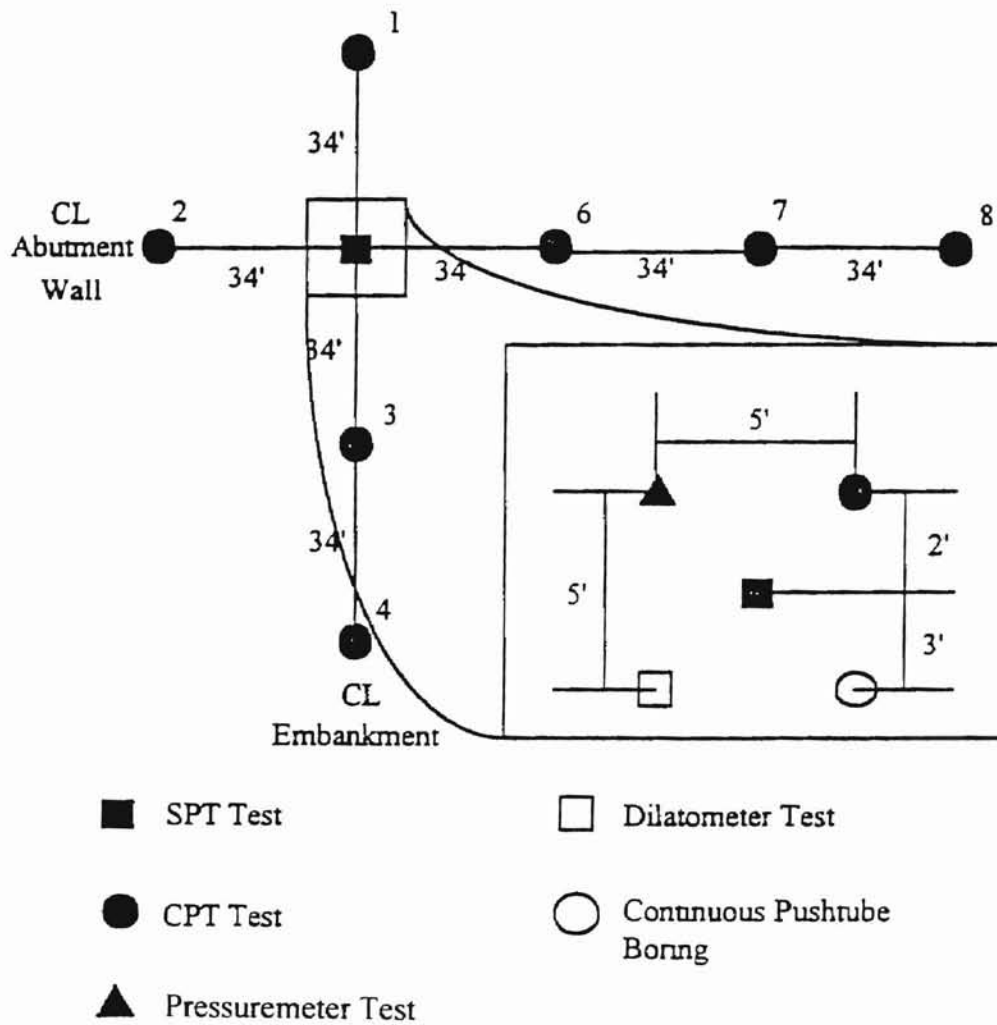 1
34'
CL
Abutment
Wall
2
6
7
8
34'
34
34'
34'
34'
3
5'
34'
2'
5'
3'
4
CL
Embankment
SPT Test
Dilatometer Test
CPT Test
Continuous Pushtube
Boring
Pressuremeter Test